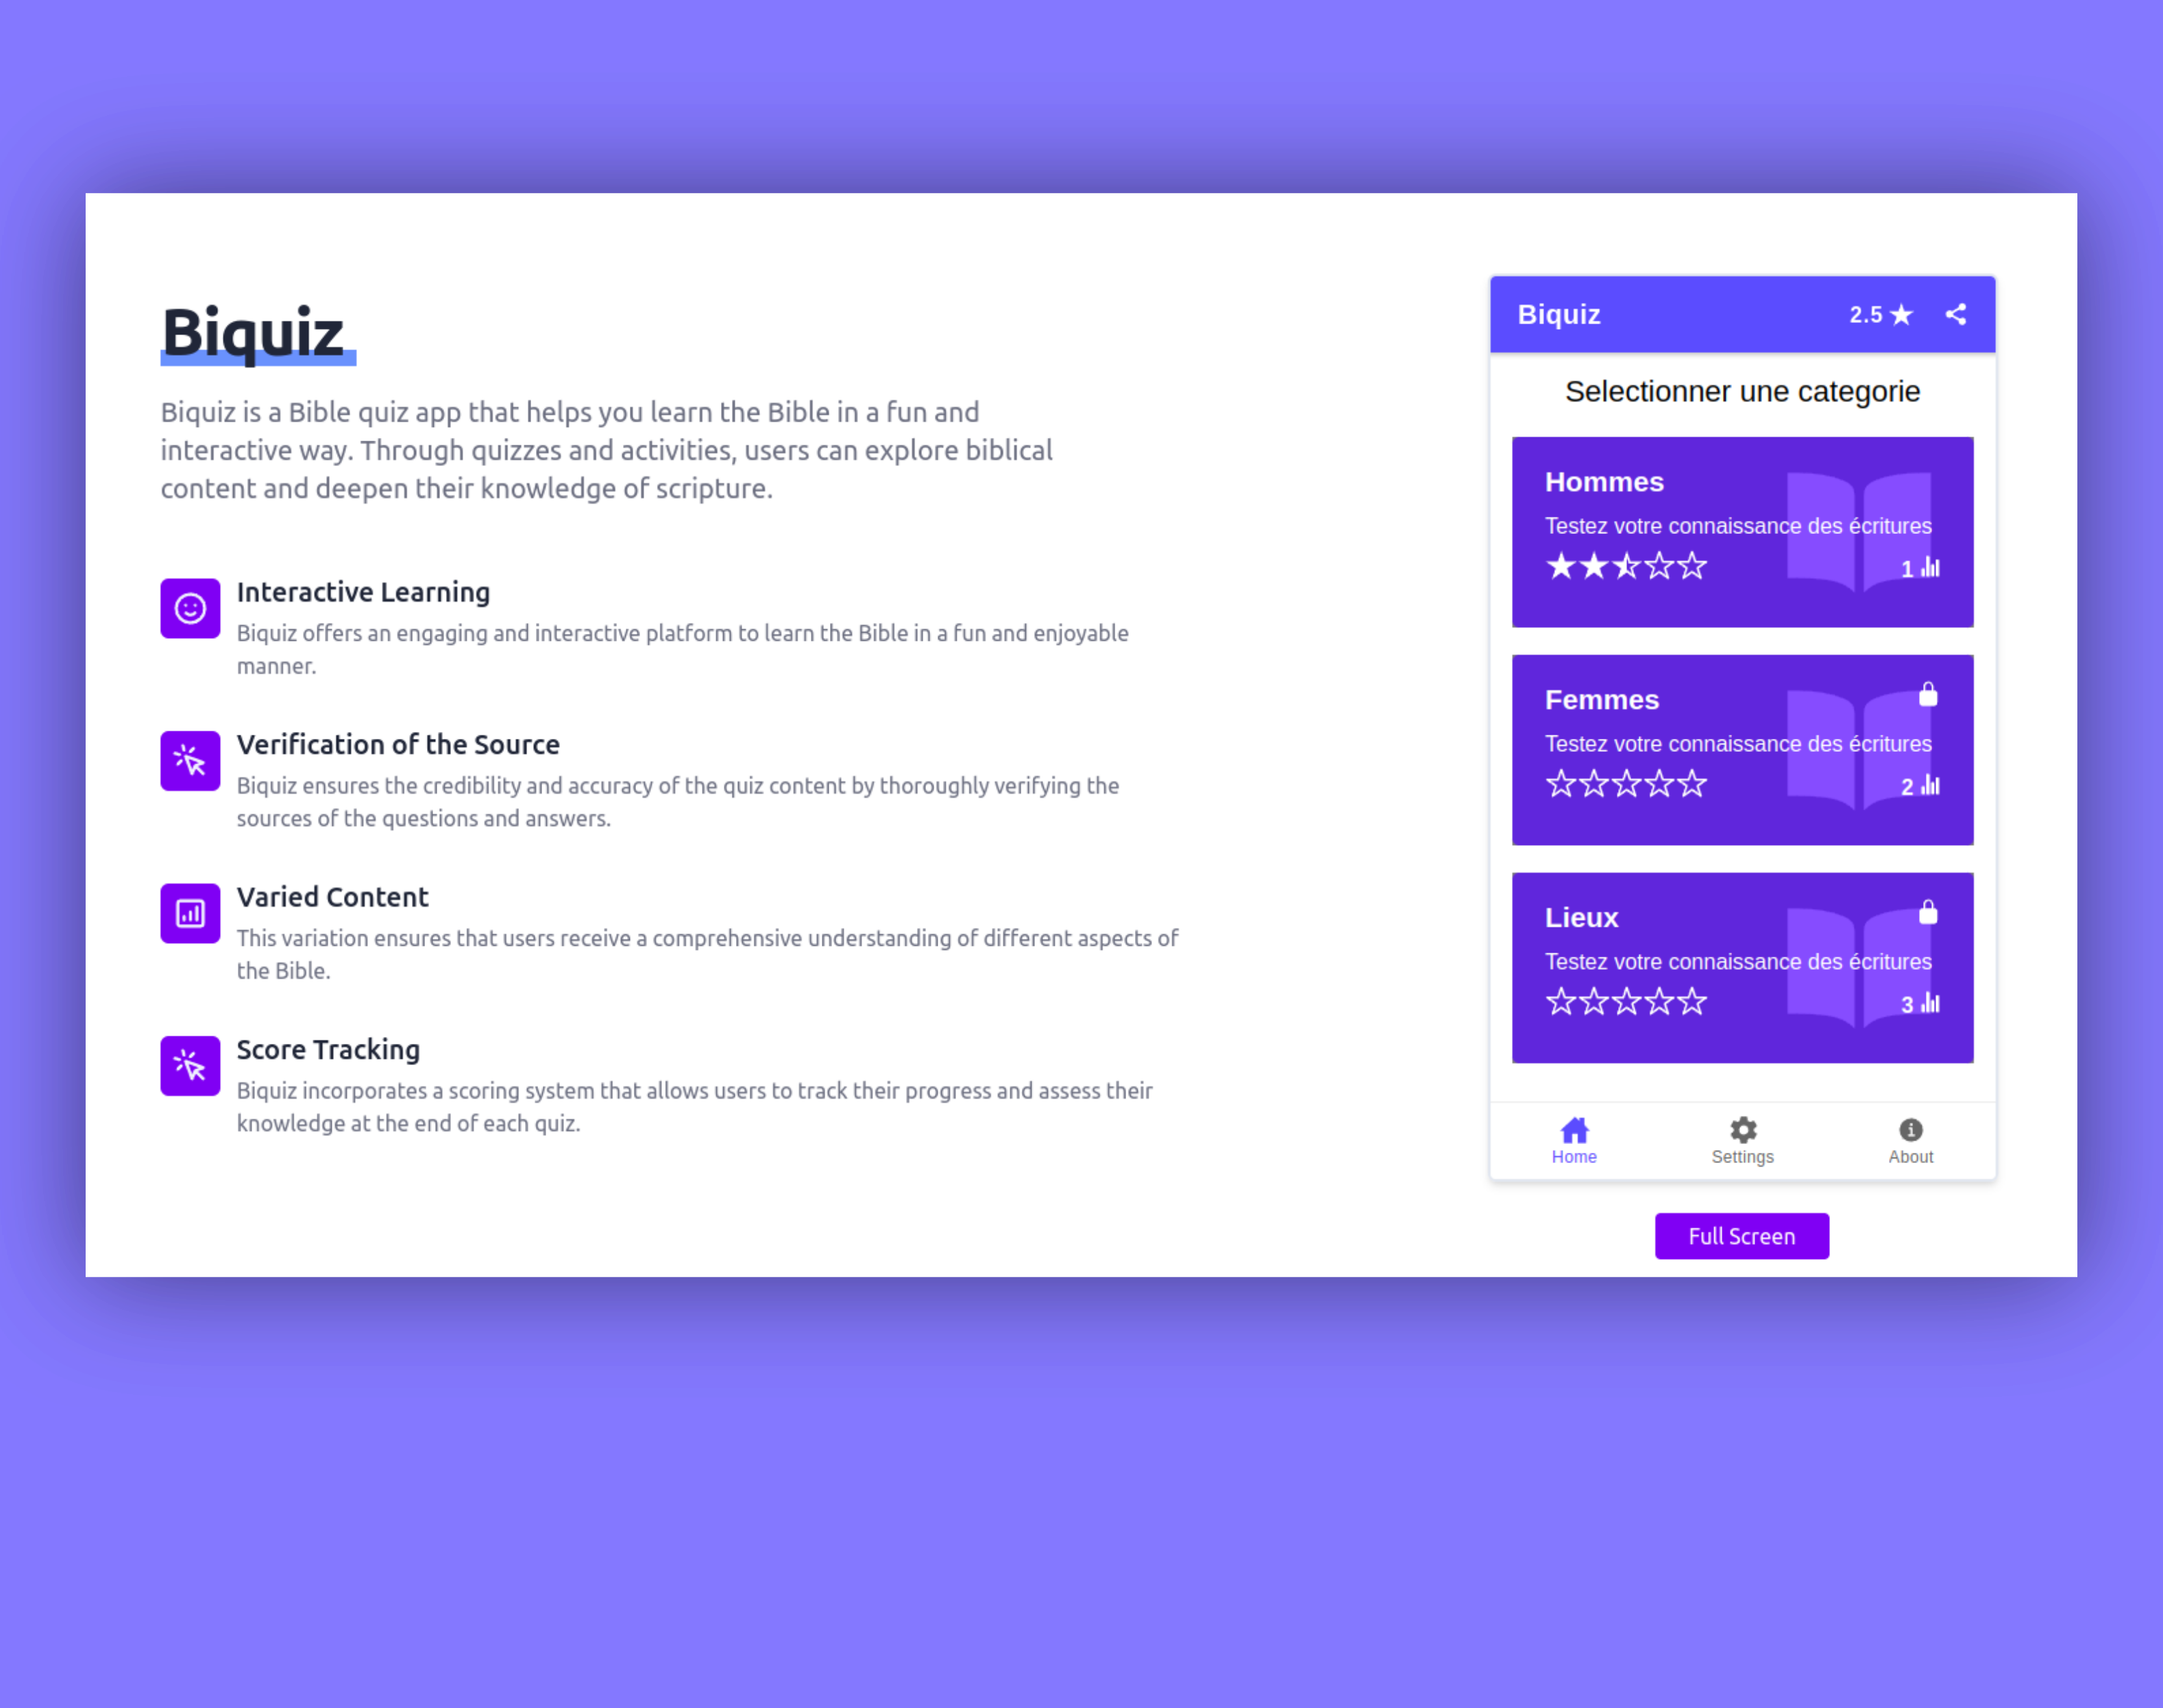 Biquiz
Biquiz is a Bible quiz app that helps you learn the Bible in a fun and
interactive way. Through quizzes and activities, users can explore biblical
content and deepen their knowledge of scripture.
Interactive Learning
Biquiz offers an engaging and interactive platform to learn the Bible in a fun and enjoyable
manner.
Verification of the Source
Biquiz ensures the credibility and accuracy of the quiz content by thoroughly verifying the
sources of the questions and answers.
Varied Content
This variation ensures that users receive a comprehensive understanding of different aspects of
the Bible.
Score Tracking
Biquiz incorporates a scoring system that allows users to track their progress and assess their
knowledge at the end of each quiz.
Biquiz 2.5
Selectionner une categorie
Hommes
Testez votre connaissance des écritures
1
Femmes
Testez votre connaissance des écritures
2
Lieux
Testez votre connaissance des écritures
3
Home Settings About
Full Screen